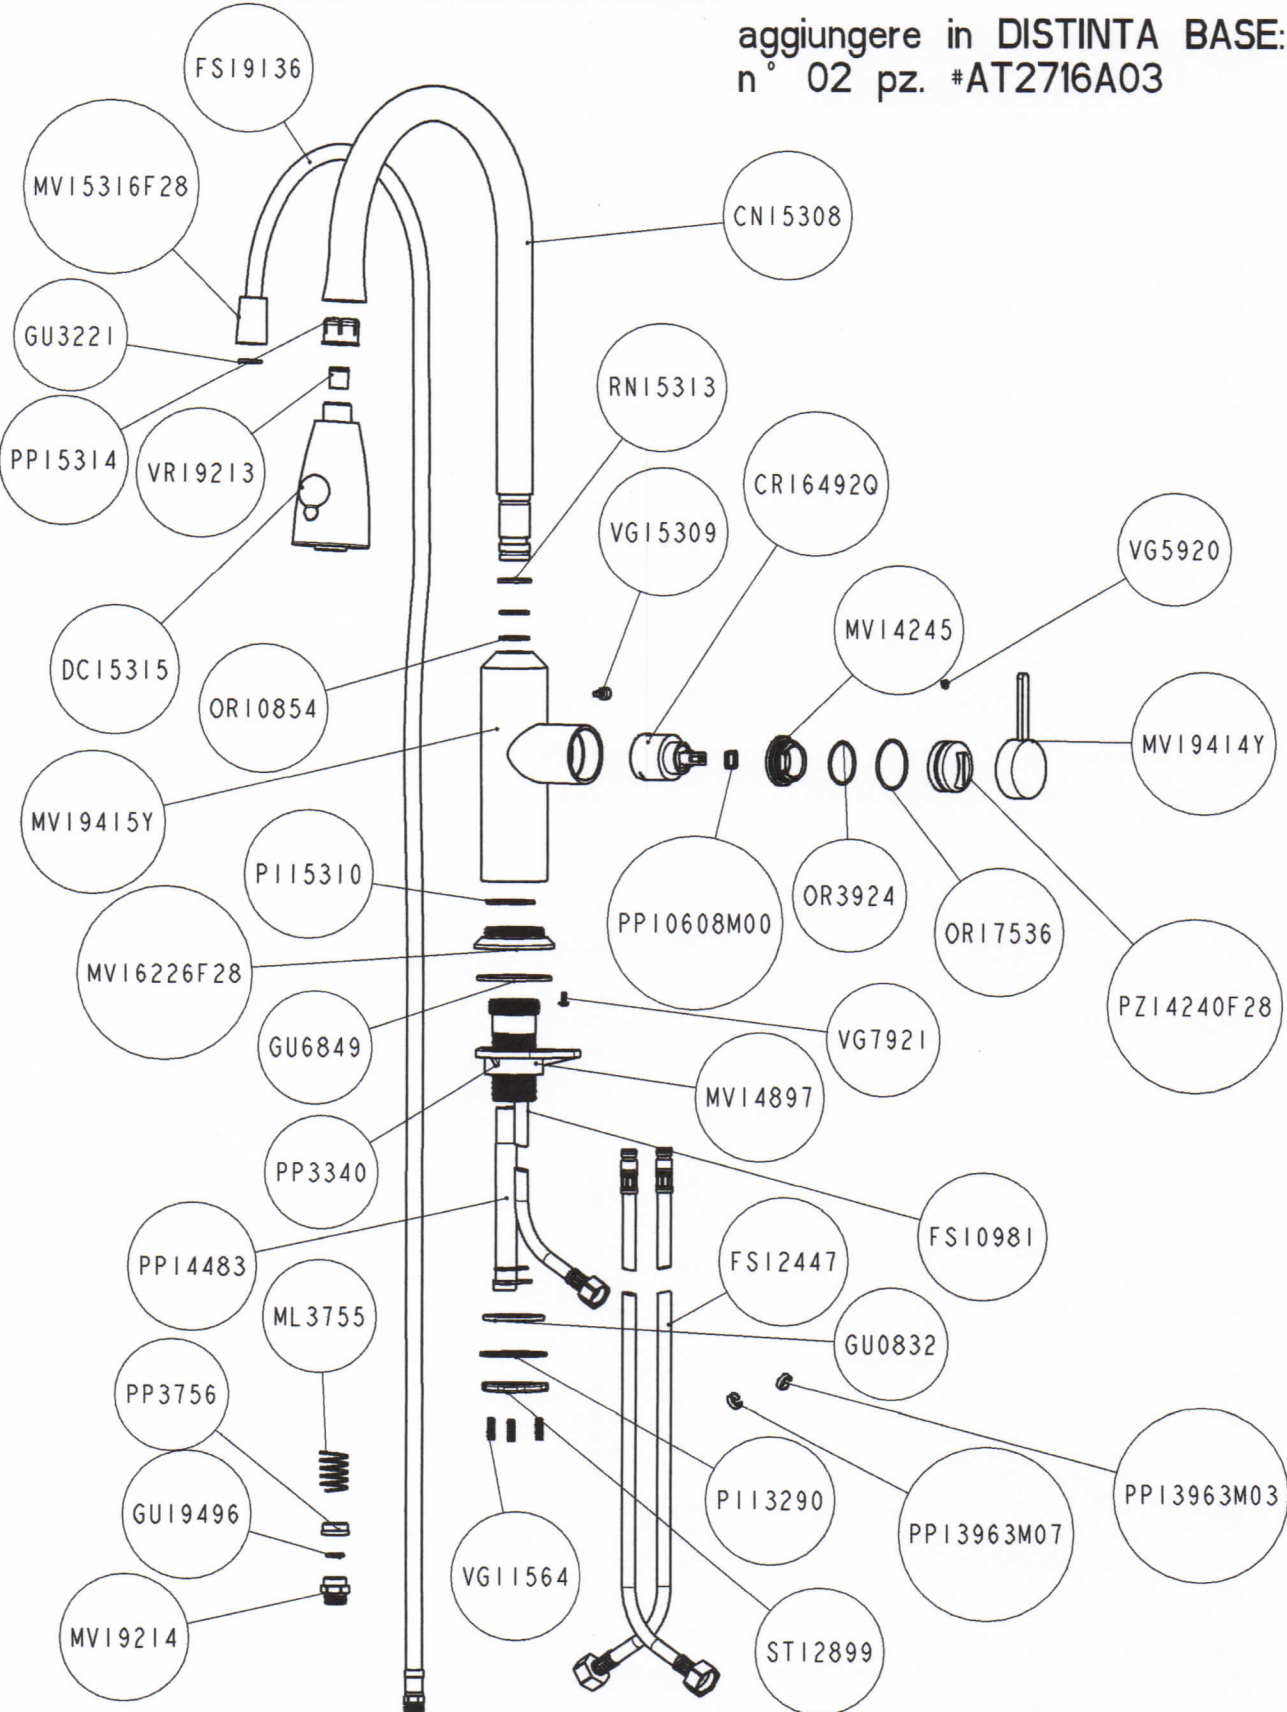 aggiungere in DISTINTA BASE:
n° 02 pz. #AT2716A03
FS19136
MV15316F28
CN15308
GU3221
RN15313
PP15314
VR19213
CR16492Q
VG15309
VG5920
MV14245
DC15315
OR10854
MV19414Y
MV19415Y
PI15310
OR3924
PP10608M00
OR17536
MV16226F28
PZ14240F28
GU6849
VG7921
MV14897
PP3340
FS10981
PP14483
FS12447
ML3755
GU0832
PP3756
PI13290
PP13963M03
GU19496
PP13963M07
VG11564
MV19214
ST12899